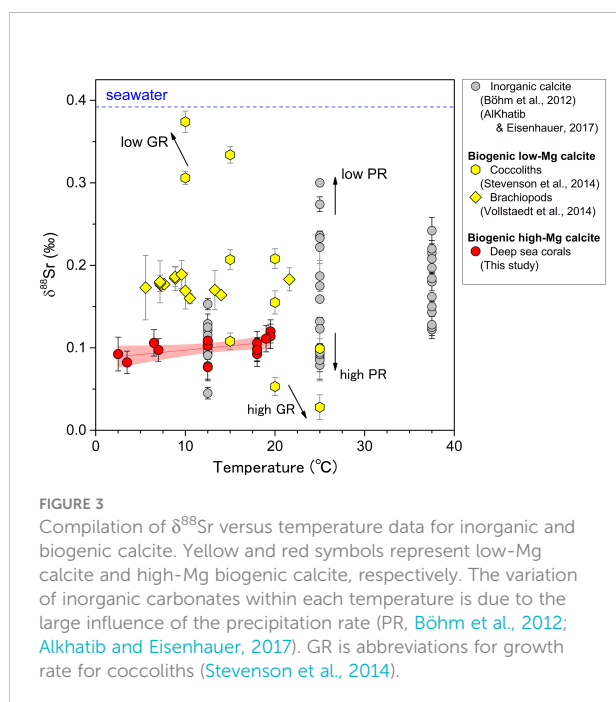 seawater
low GR
low PR
high PR
high GR
0.4
0.3
0.2
0.1
0.0
δ88Sr (‰)
0
10
20
30
40
Temperature (℃)
Inorganic calcite
(Böhm et al., 2012)
(AlKhatib
& Eisenhauer, 2017)
Biogenic low-Mg calcite
Coccoliths
(Stevenson et al., 2014)
Brachiopods
(Vollstaedt et al., 2014)
Biogenic high-Mg calcite
Deep sea corals
(This study)
FIGURE 3
Compilation of δ88Sr versus temperature data for inorganic and
biogenic calcite. Yellow and red symbols represent low-Mg
calcite and high-Mg biogenic calcite, respectively. The variation
of inorganic carbonates within each temperature is due to the
large influence of the precipitation rate (PR, Böhm et al., 2012;
Alkhatib and Eisenhauer, 2017). GR is abbreviations for growth
rate for coccoliths (Stevenson et al., 2014).